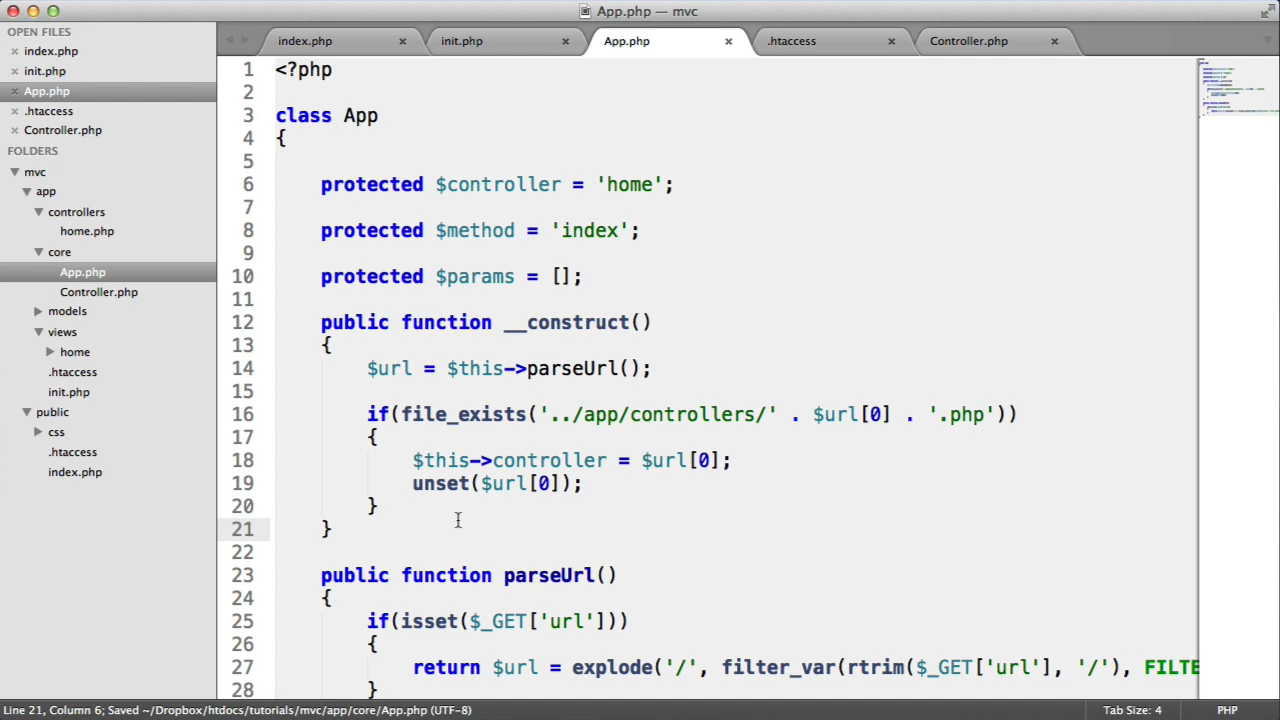 App.php — mvc
OPEN FILES
index.php
init.php
App.php
.htaccess
Controller.php
FOLDERS
mvc
app
controllers
home.php
core
App.php
Controller.php
models
views
home
.htaccess
init.php
public
css
.htaccess
index.php
index.php
init.php
App.php
.htaccess
Controller.php
1 <?php
2
3 class App
4 {
5
6 protected $controller = 'home';
7
8 protected $method = 'index';
9
10 protected $params = [];
11
12 public function __construct()
13 {
14 $url = $this->parseUrl();
15
16 if(file_exists('../app/controllers/' . $url[0] . '.php'))
17 {
18 $this->controller = $url[0];
19 unset($url[0]);
20 }
21 }
22
23 public function parseUrl()
24 {
25 if(isset($_GET['url']))
26 {
27 return $url = explode('/', filter_var(rtrim($_GET['url'], '/'), FILTE
28 }
Line 21, Column 6; Saved ~/Dropbox/htdocs/tutorials/mvc/app/core/App.php (UTF-8)
Tab Size: 4
PHP